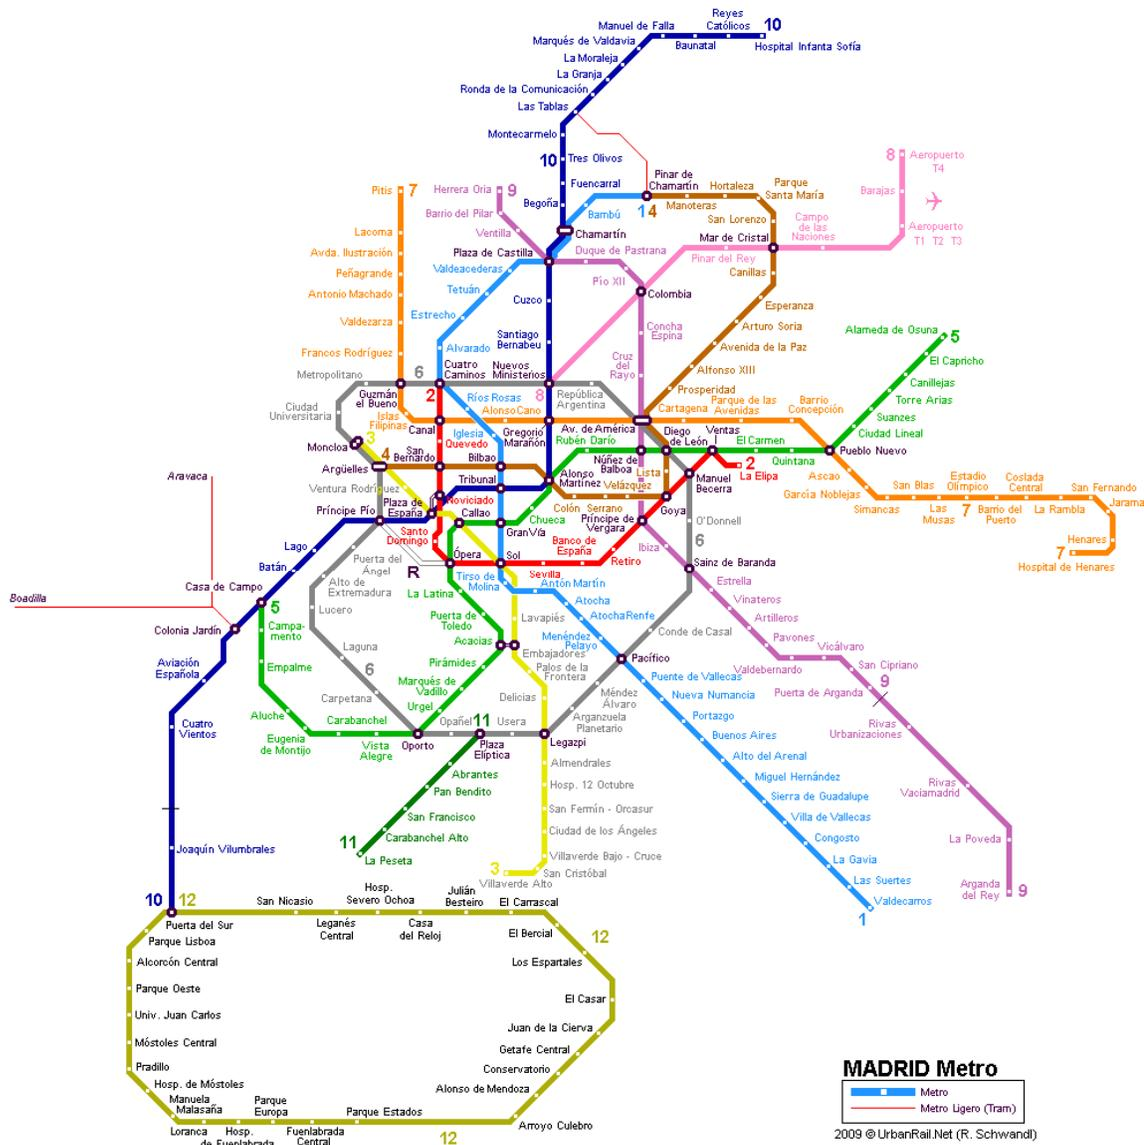 Reyes
Católicos
10
Manuel de Falla
Marqués de Valdavia
Baunatal
Hospital Infanta Sofía
La Moraleja
La Granja
Ronda de la Comunicación
Las Tablas
Montecarmelo
10
Tres Olivos
Fuencarral
Begoña
Bambú
Chamartín
Pinar de
Chamartín
1 4
Manoteras
Hortaleza
Parque
Santa María
San Lorenzo
Mar de Cristal
Campo
de las
Naciones
Pinar del Rey
8
Aeropuerto
T4
Barajas
Aeropuerto
T1 T2 T3
Pitis
7
Lacoma
Avda. Ilustración
Peñagrande
Antonio Machado
Valdezarza
Francos Rodríguez
Herrera Oria
9
Barrio del Pilar
Ventilla
Plaza de Castilla
Duque de Pastrana
Pío XII
Valdeacederas
Tetuán
Estrecho
Alvarado
Cuzco
Santiago
Bernabeu
Colombia
Concha
Espina
Cruz
del
Rayo
Canillas
Esperanza
Arturo Soria
Avenida de la Paz
Alfonso XIII
Prosperidad
Alameda de Osuna
5
El Capricho
Canillejas
Torre Arias
Suanzes
Ciudad Lineal
Pueblo Nuevo
Metropolitano
6
Cuatro
Caminos
Nuevos
Ministerios
8
República
Argentina
Ciudad
Universitaria
Guzmán
el Bueno
2
Ríos Rosas
Islas
Filipinas
Canal
Alonso Cano
Iglesia
Gregorio
Marañón
Av. de América
Cartagena
Parque de las
Avenidas
Barrio
Concepción
Quevedo
Rubén Darío
Diego
de León
Ventas
El Carmen
Quintana
Moncloa
3
4
San
Bernardo
Bilbao
Núñez de
Balboa
Lista
2
La Elipa
Argüelles
Tribunal
Alonso
Martínez
Velázquez
Manuel
Becerra
Ventura Rodríguez
Plaza de
España
Noviciado
Callao
Gran Vía
Chueca
Colón
Serrano
Goya
Príncipe de
Vergara
O'Donnell
6
Príncipe Pío
Santo
Domingo
Banco de
España
Ibiza
Sainz de Baranda
Ascao
García Noblejas
Simancas
San Blas
Las
Musas
Estadio
Olímpico
7
Barrio del
Puerto
Coslada
Central
La Rambla
San Fernando
Jarama
Henares
7
Hospital de Henares
Aravaca
Boadilla
Casa de Campo
Colonia Jardín
Lago
Batán
Puerta del
Ángel
R
Ópera
Sol
Sevilla
Retiro
Alto de
Extremadura
Lucero
Laguna
6
Carpetana
La Latina
Tirso de
Molina
Antón Martín
Atocha
Atocha Renfe
Menéndez
Pelayo
Lavapiés
Puerta de
Toledo
Acacias
Embajadores
Palos de la
Frontera
Pirámides
Marqués de
Vadillo
Urgel
Delicias
Conde de Casal
Pacífico
Méndez
Álvaro
Arganzuela
Planetario
Estrella
Vinateros
Artilleros
Pavones
Valdebernardo
Vicálvaro
San Cipriano
Puerta de Arganda
9
Rivas
Urbanizaciones
Rivas
Vaciamadrid
La Poveda
Arganda
del Rey
9
5
Campa-
mento
Empalme
Aluche
Eugenia
de Montijo
Carabanchel
Vista
Alegre
Oporto
Opañel
11
Plaza
Elíptica
Usera
Legazpi
Aviación
Española
Cuatro
Vientos
Joaquín Vilumbrales
Abrantes
Pan Bendito
San Francisco
Carabanchel Alto
11
La Peseta
Almendrales
Hosp. 12 Octubre
San Fermín - Orcasur
Ciudad de los Ángeles
Villaverde Bajo - Cruce
San Cristóbal
3
Villaverde Alto
Puente de Vallecas
Nueva Numancia
Portazgo
Buenos Aires
Alto del Arenal
Miguel Hernández
Sierra de Guadalupe
Villa de Vallecas
Congosto
La Gavia
Las Suertes
Valdecarros
1
10
12
Puerta del Sur
San Nicasio
Leganés
Central
Hosp.
Severo Ochoa
Casa
del Reloj
Julián
Besteiro
El Carrascal
El Bercial
12
Los Espartales
El Casar
Juan de la Cierva
Getafe Central
Conservatorio
Alonso de Mendoza
Arroyo Culebro
Parque Lisboa
Alcorcón Central
Parque Oeste
Univ. Juan Carlos
Móstoles Central
Pradillo
Hosp. de Móstoles
Manuela
Malasaña
Loranca
Hosp.
de Fuenlabrada
Parque
Europa
Fuenlabrada
Central
Parque Estados
12
MADRID Metro
Metro
Metro Ligero (Tram)
2009 © UrbanRail.Net (R. Schwandl)